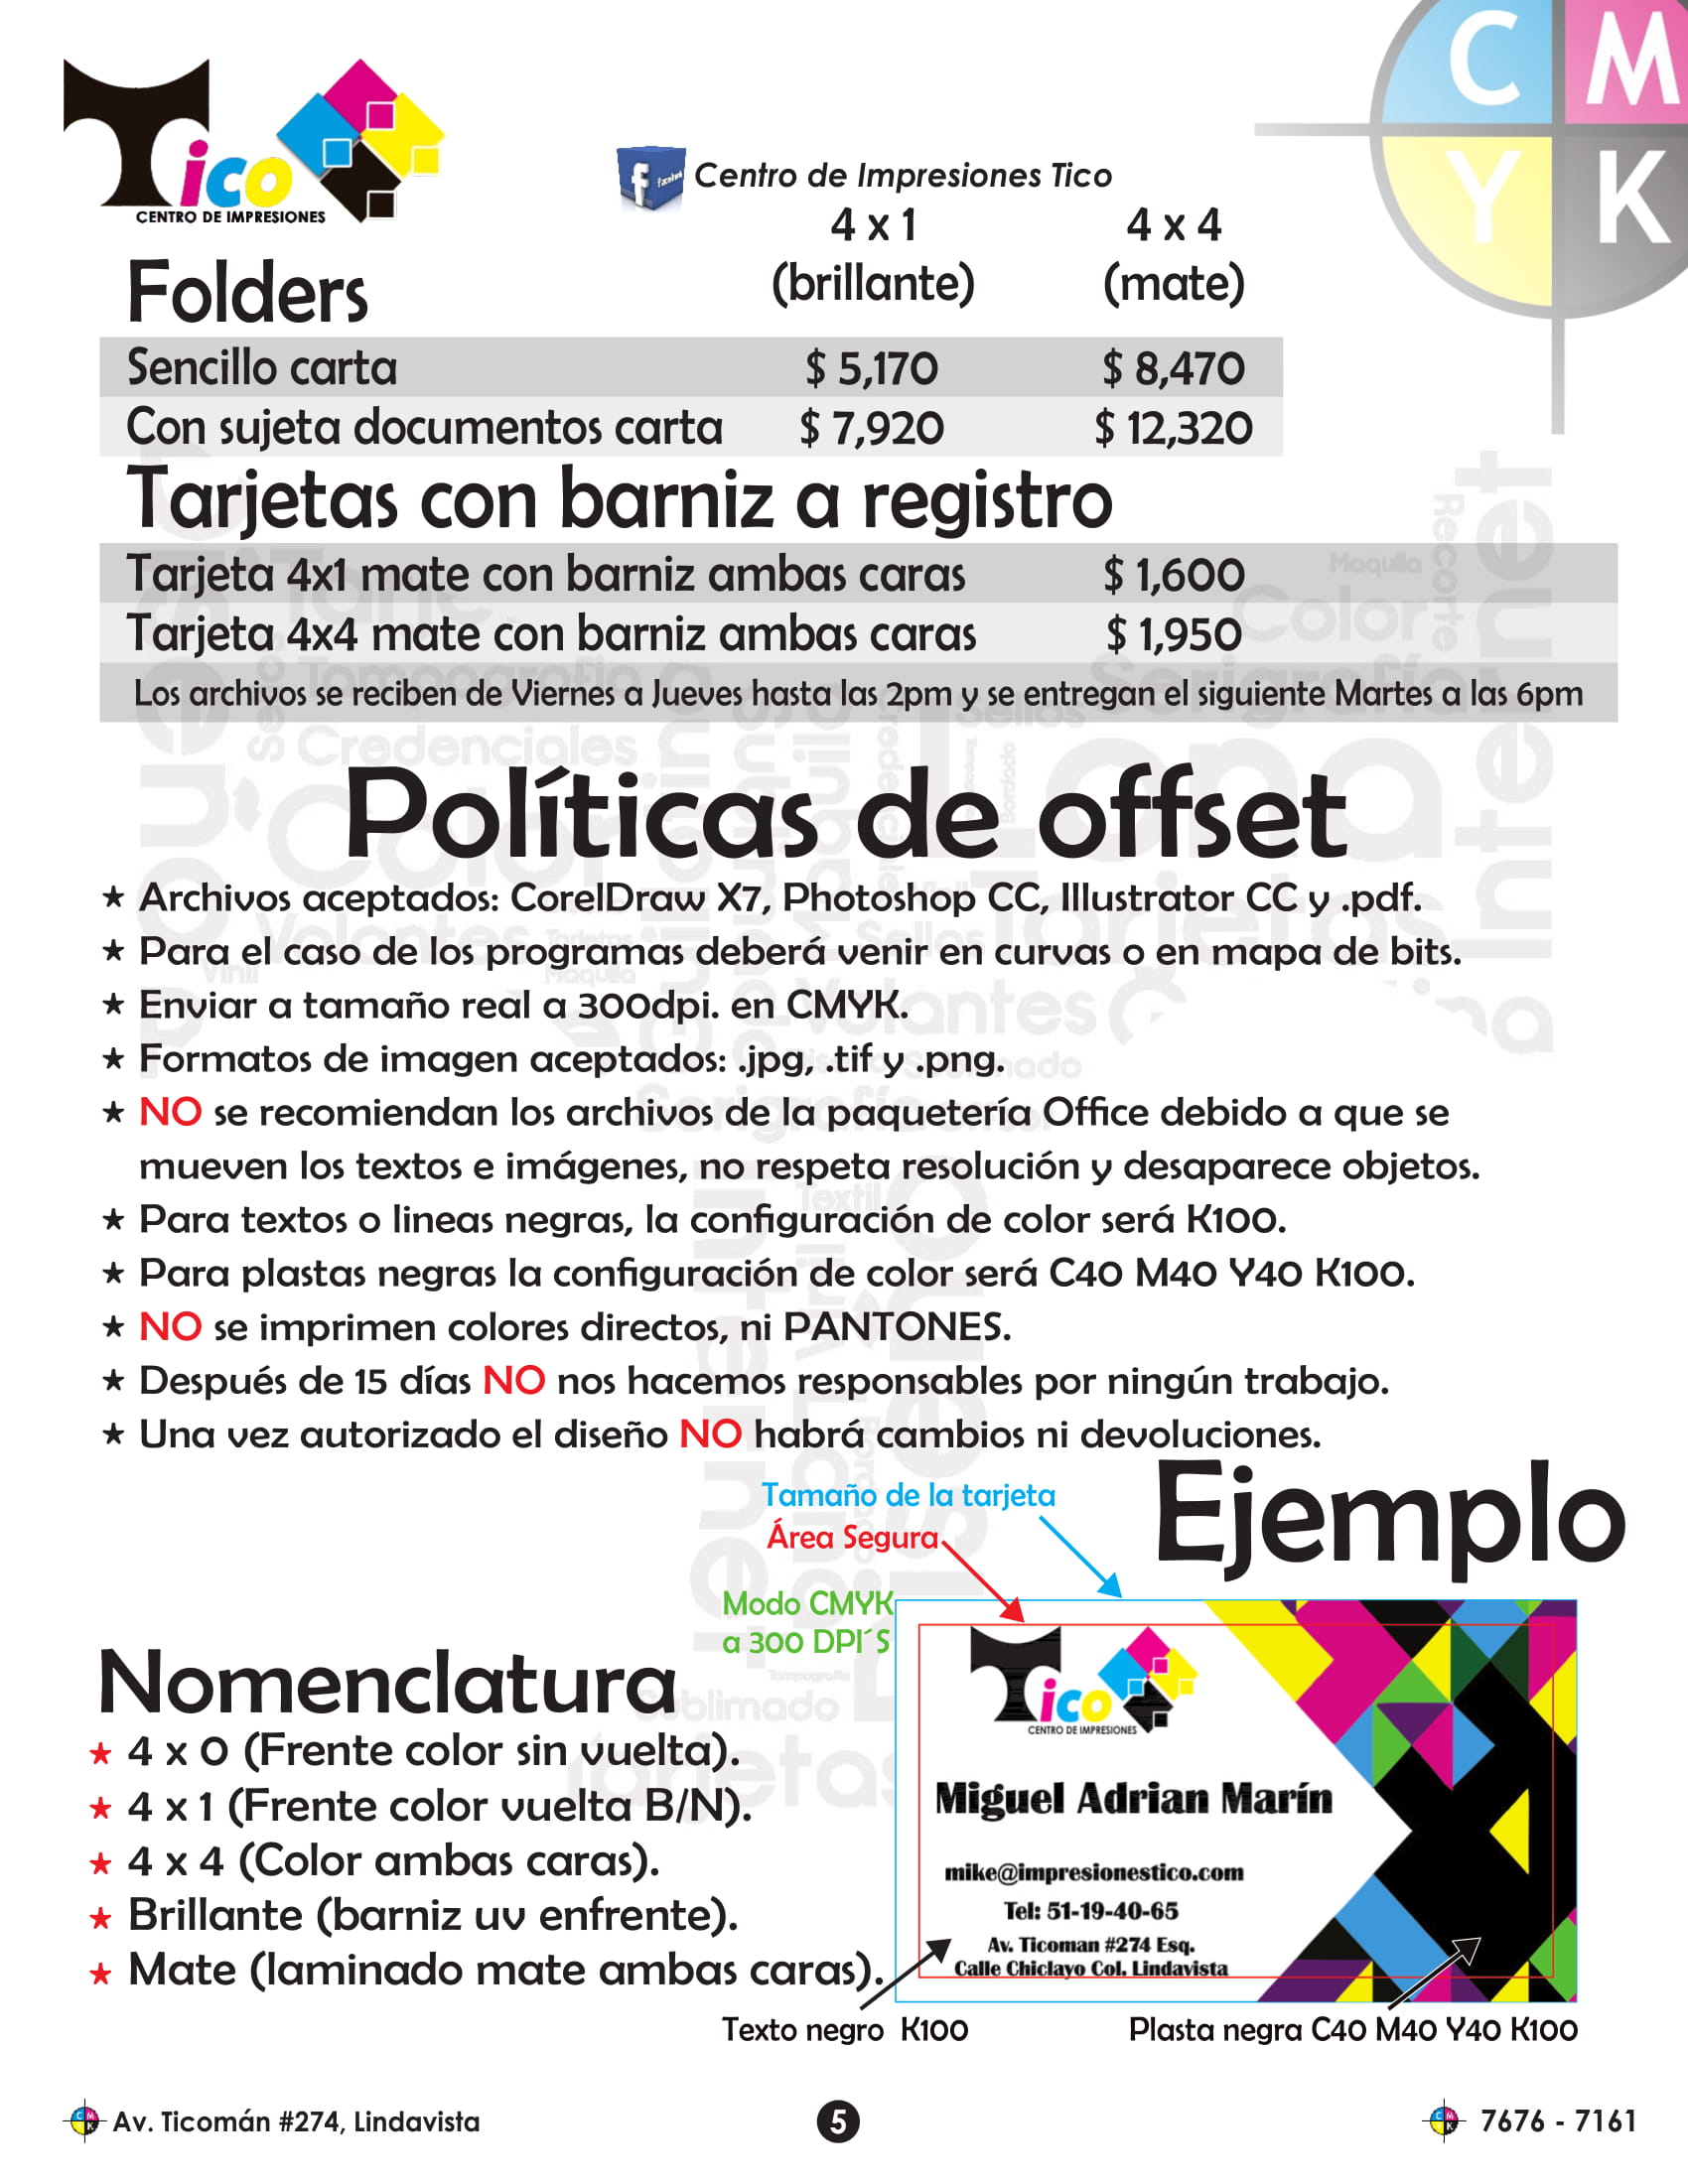 Tico
CENTRO DE IMPRESIONES
C M
Y K
facebook
Centro de Impresiones Tico
4 x 1 4 x 4
Folders (brillante) (mate)
Sencillo carta $ 5,170 $ 8,470
Con sujeta documentos carta $ 7,920 $ 12,320
Tarjetas con barniz a registro
Tarjeta 4x1 mate con barniz ambas caras $ 1,600
Tarjeta 4x4 mate con barniz ambas caras $ 1,950
Los archivos se reciben de Viernes a Jueves hasta las 2pm y se entregan el siguiente Martes a las 6pm
Políticas de offset
★ Archivos aceptados: CorelDraw X7, Photoshop CC, Illustrator CC y .pdf.
★ Para el caso de los programas deberá venir en curvas o en mapa de bits.
★ Enviar a tamaño real a 300dpi. en CMYK.
★ Formatos de imagen aceptados: .jpg, .tif y .png.
★ NO se recomiendan los archivos de la paquetería Office debido a que se
mueven los textos e imágenes, no respeta resolución y desaparece objetos.
★ Para textos o lineas negras, la configuración de color será K100.
★ Para plastas negras la configuración de color será C40 M40 Y40 K100.
★ NO se imprimen colores directos, ni PANTONES.
★ Después de 15 días NO nos hacemos responsables por ningún trabajo.
★ Una vez autorizado el diseño NO habrá cambios ni devoluciones.
Ejemplo
Tamaño de la tarjeta
Área Segura
Modo CMYK
a 300 DPI´S
Tico
CENTRO DE IMPRESIONES
Miguel Adrian Marín
mike@impresionestico.com
Tel: 51-19-40-65
Av. Ticoman #274 Esq.
Calle Chiclayo Col. Lindavista
Texto negro K100
Plasta negra C40 M40 Y40 K100
Nomenclatura
★ 4 x 0 (Frente color sin vuelta).
★ 4 x 1 (Frente color vuelta B/N).
★ 4 x 4 (Color ambas caras).
★ Brillante (barniz uv enfrente).
★ Mate (laminado mate ambas caras).
Av. Ticomán #274, Lindavista
5
7676 - 7161